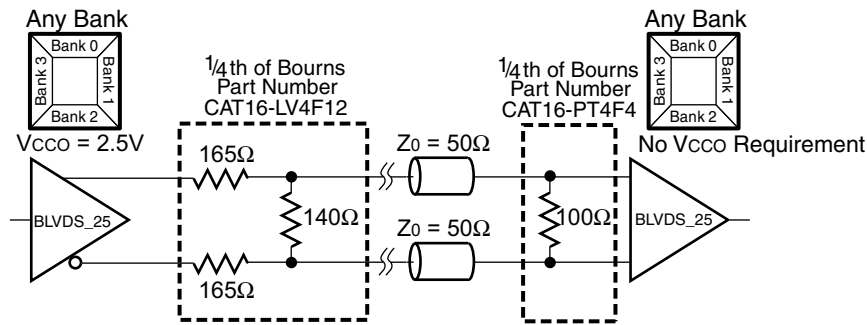 Any Bank
Bank 0
Bank 3
Bank 1
Bank 2
VCCO = 2.5V
1/4th of Bourns
Part Number
CAT16-LV4F12
1/4th of Bourns
Part Number
CAT16-PT4F4
Any Bank
Bank 0
Bank 3
Bank 1
Bank 2
No VCCO Requirement
165Ω
Z0 = 50Ω
BLVDS_25
140Ω
100Ω
BLVDS_25
Z0 = 50Ω
165Ω